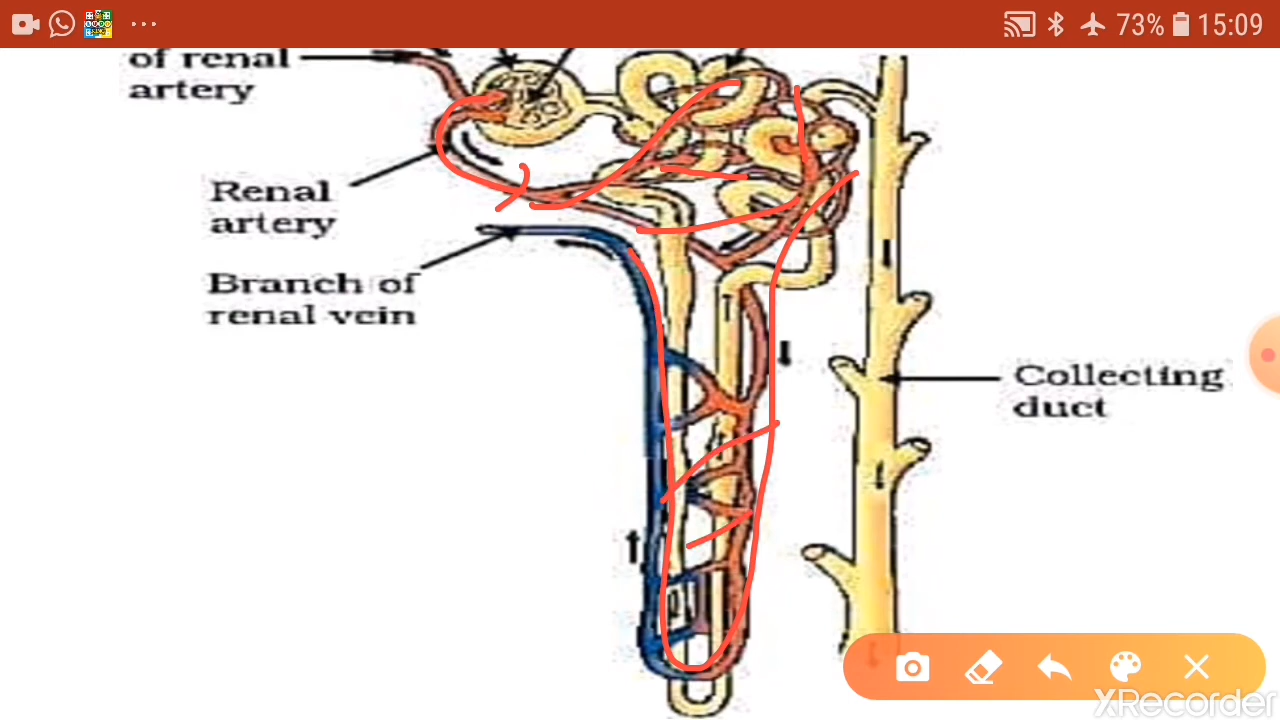 73% 15:09
of renal
artery
Renal
artery
Branch of
renal vein
Collecting
duct
XRecorder